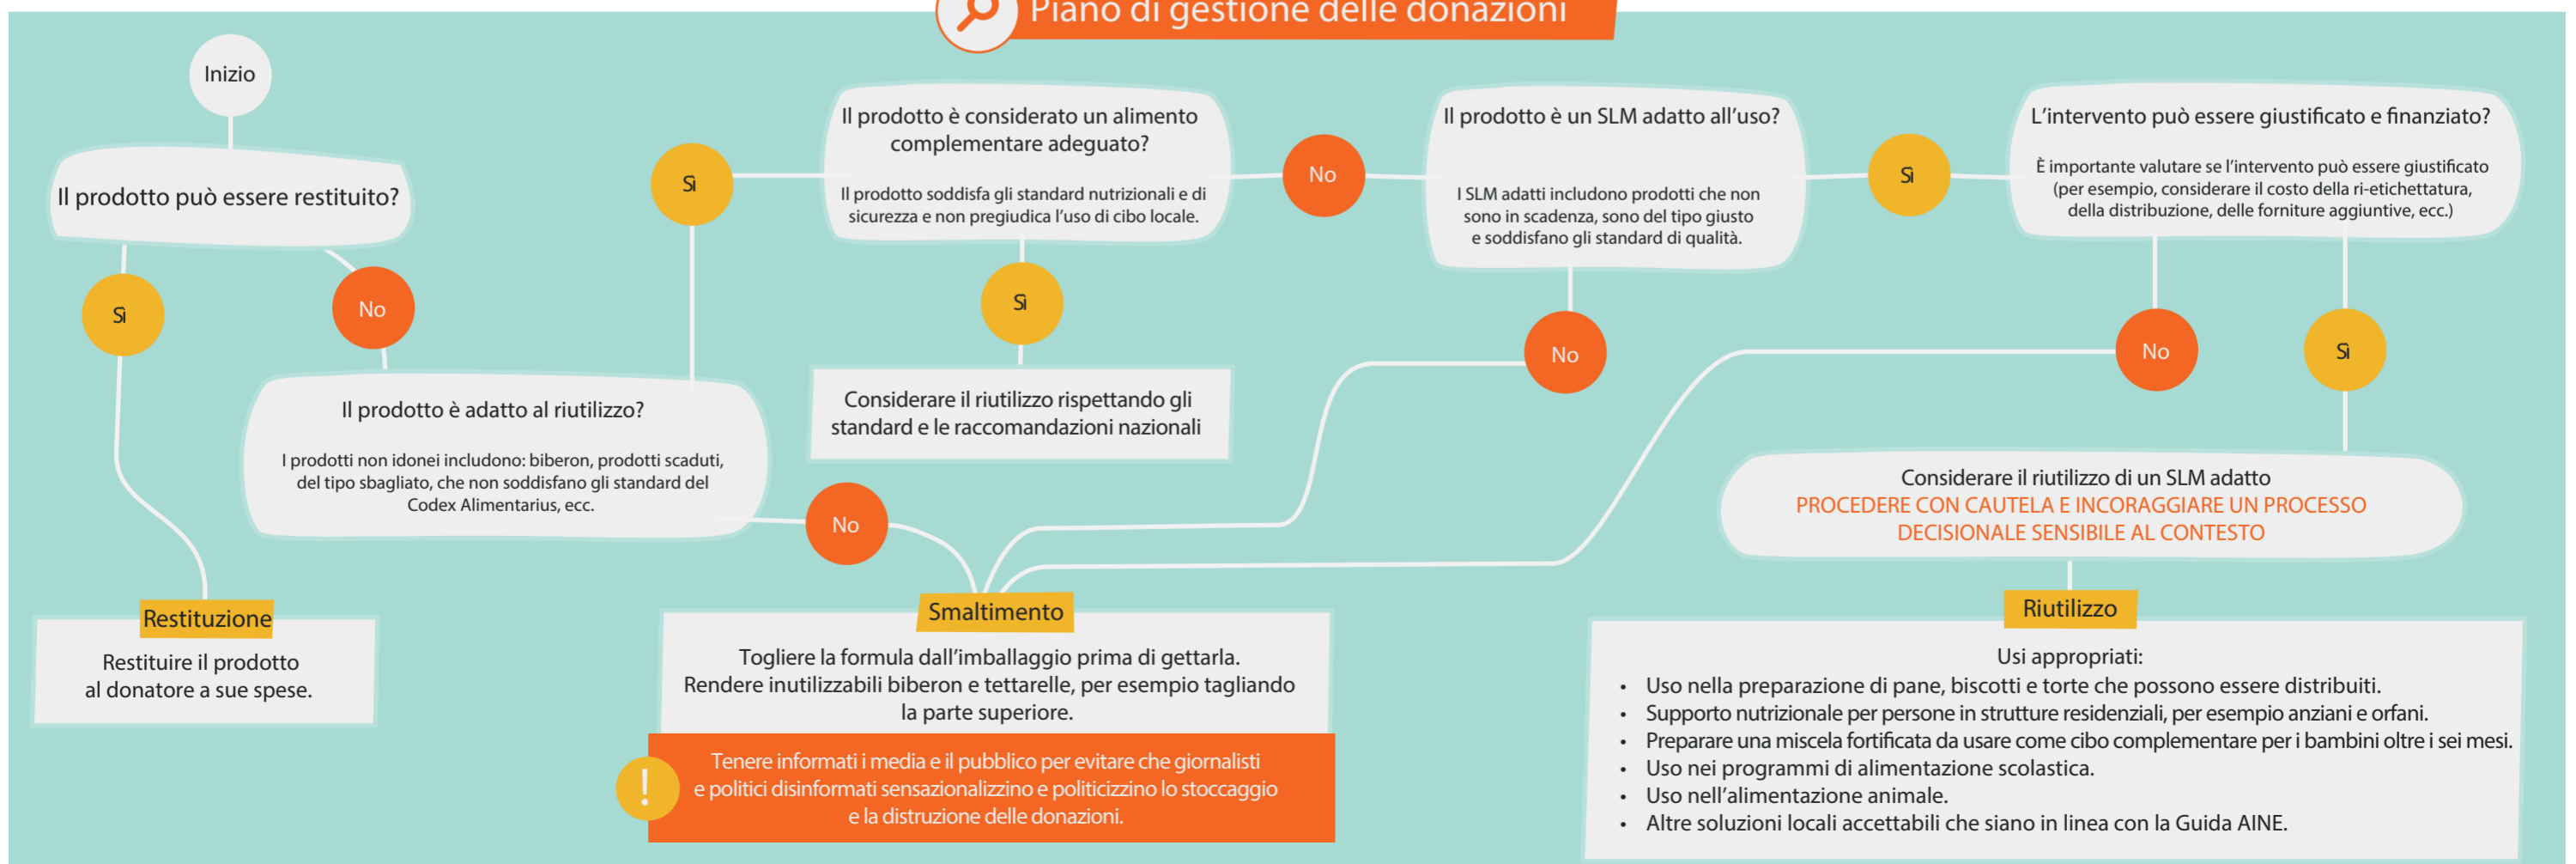 Piano di gestione delle donazioni
Inizio
Il prodotto può essere restituito?
Sì
No
Restituzione
Restituire il prodotto
al donatore a sue spese.
Il prodotto è adatto al riutilizzo?
I prodotti non idonei includono: biberon, prodotti scaduti,
del tipo sbagliato, che non soddisfano gli standard del
Codex Alimentarius, ecc.
Sì
No
Il prodotto è considerato un alimento
complementare adeguato?
Il prodotto soddisfa gli standard nutrizionali e di
sicurezza e non pregiudica l'uso di cibo locale.
Sì
No
Considerare il riutilizzo rispettando gli
standard e le raccomandazioni nazionali
Il prodotto è un SLM adatto all'uso?
I SLM adatti includono prodotti che non
sono in scadenza, sono del tipo giusto
e soddisfano gli standard di qualità.
Sì
No
L'intervento può essere giustificato e finanziato?
È importante valutare se l'intervento può essere giustificato
(per esempio, considerare il costo della ri-etichettatura,
della distribuzione, delle forniture aggiuntive, ecc.)
No
Sì
Smaltimento
Togliere la formula dall'imballaggio prima di gettarla.
Rendere inutilizzabili biberon e tettarelle, per esempio tagliando
la parte superiore.
!
Tenere informati i media e il pubblico per evitare che giornalisti
e politici disinformati sensazionalizzino e politicizzino lo stoccaggio
e la distruzione delle donazioni.
Considerare il riutilizzo di un SLM adatto
PROCEDERE CON CAUTELA E INCORAGGIARE UN PROCESSO
DECISIONALE SENSIBILE AL CONTESTO
Riutilizzo
Usi appropriati:
• Uso nella preparazione di pane, biscotti e torte che possono essere distribuiti.
• Supporto nutrizionale per persone in strutture residenziali, per esempio anziani e orfani.
• Preparare una miscela fortificata da usare come cibo complementare per i bambini oltre i sei mesi.
• Uso nei programmi di alimentazione scolastica.
• Uso nell'alimentazione animale.
• Altre soluzioni locali accettabili che siano in linea con la Guida AINE.